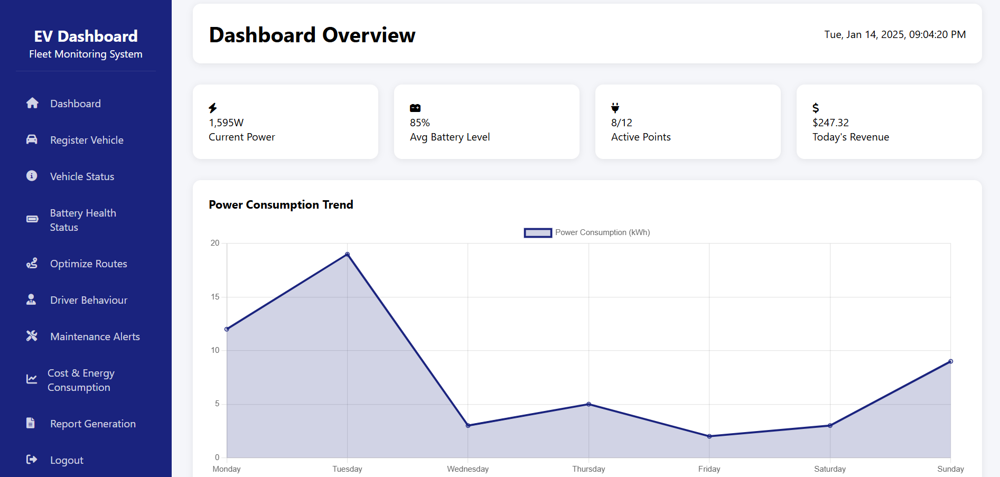 EV Dashboard
Fleet Monitoring System
Dashboard
Register Vehicle
Vehicle Status
Battery Health
Status
Optimize Routes
Driver Behaviour
Maintenance Alerts
Cost & Energy
Consumption
Report Generation
Logout
Dashboard Overview
Tue, Jan 14, 2025, 09:04:20 PM
1,595W
Current Power
85%
Avg Battery Level
8/12
Active Points
$247.32
Today's Revenue
Power Consumption Trend
Power Consumption (kWh)
20
15
10
5
0
Monday
Tuesday
Wednesday
Thursday
Friday
Saturday
Sunday